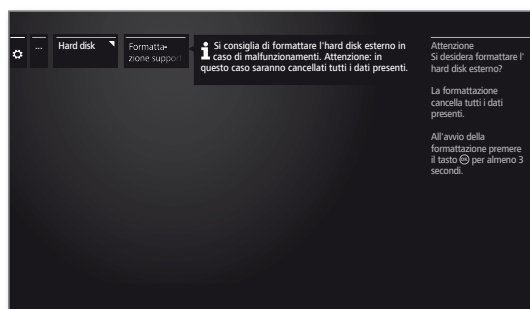 ...
Hard disk
Formatta-
zione support
Si consiglia di formattare l'hard disk esterno in
caso di malfunzionamenti. Attenzione: in
questo caso saranno cancellati tutti i dati presenti.
Attenzione
Si desidera formattare l'
hard disk esterno?
La formattazione
cancella tutti i dati
presenti.
All'avvio della
formattazione premere
il tasto OK per almeno 3
secondi.